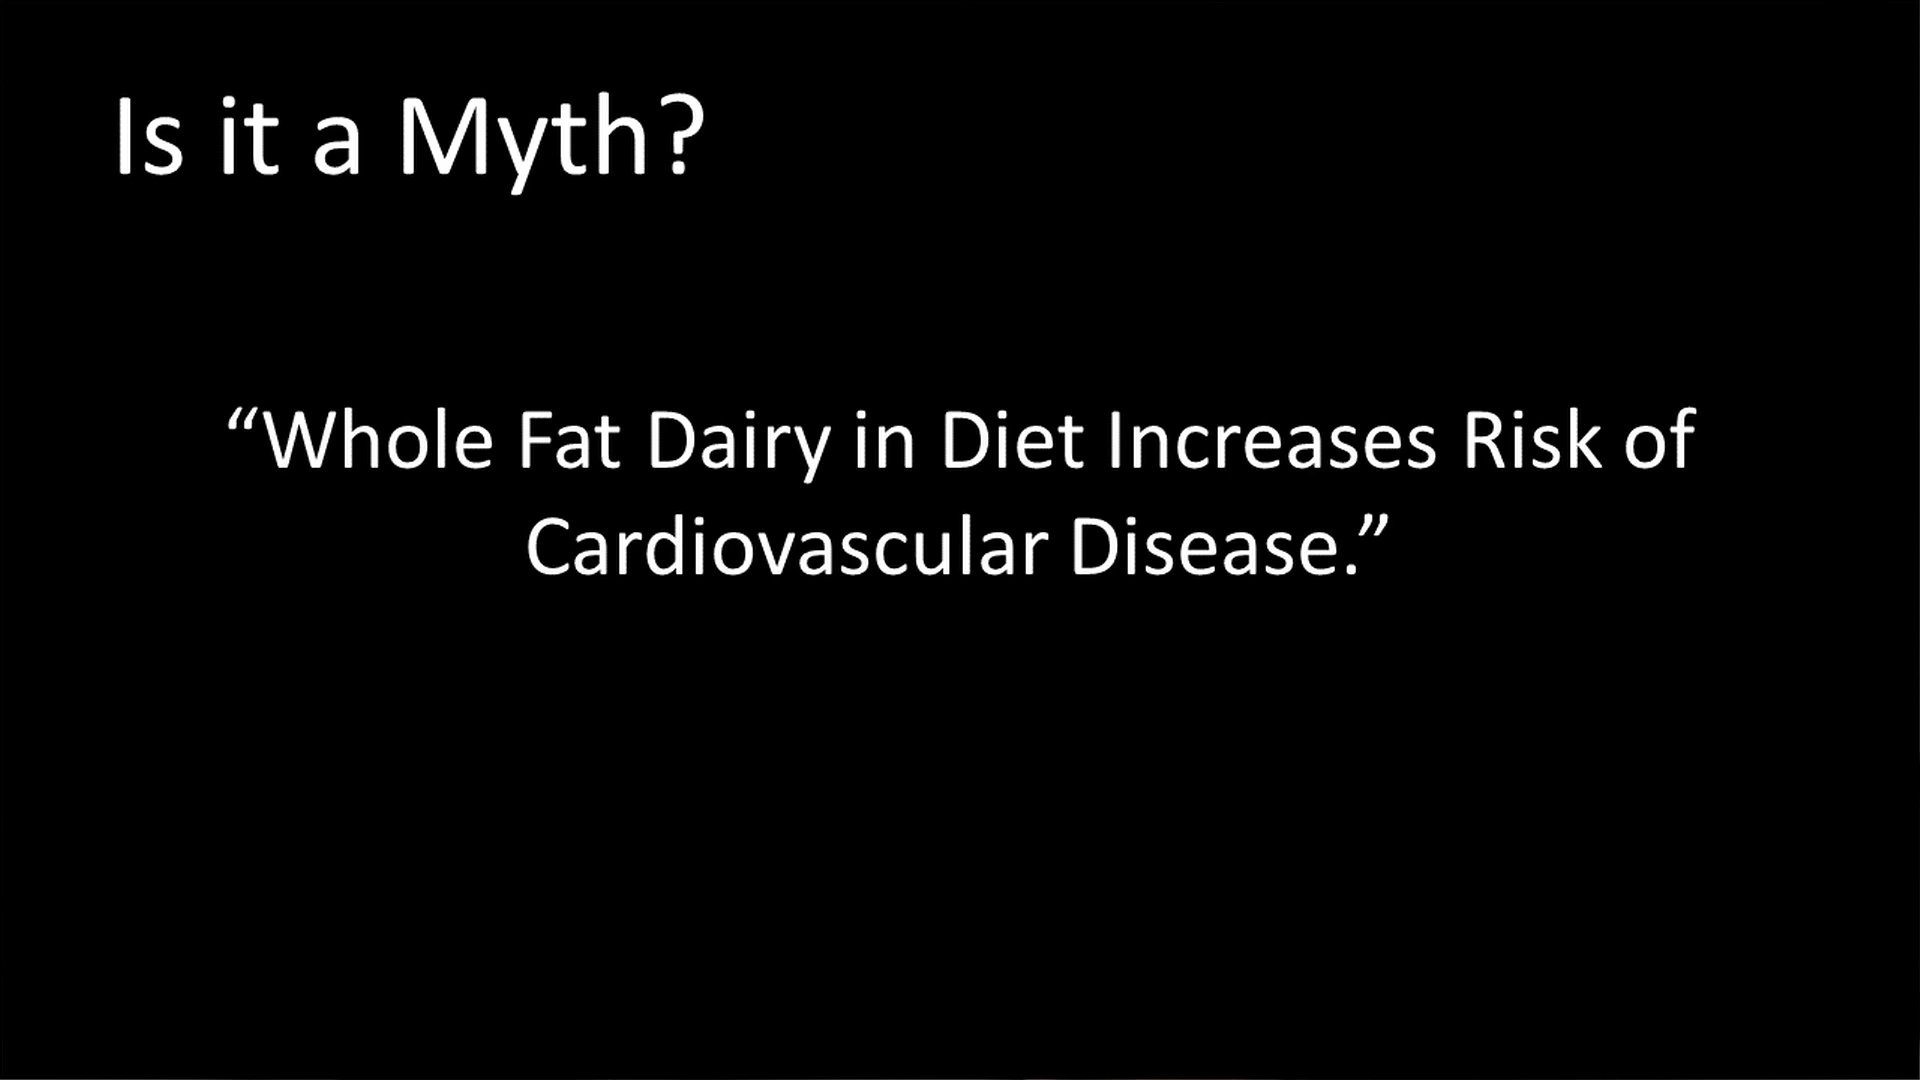 Is it a Myth?
“Whole Fat Dairy in Diet Increases Risk of
Cardiovascular Disease.”